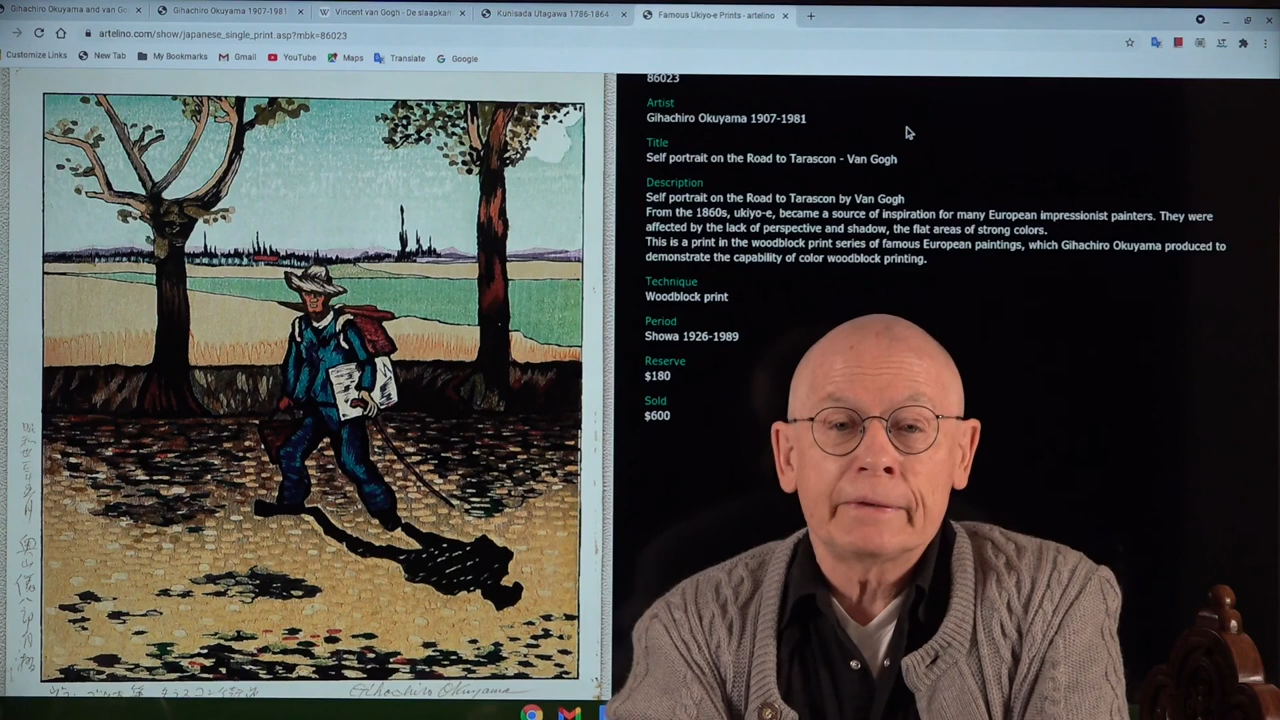 Gihachiro Okuyama and van Go
Gihachiro Okuyama 1907-1981
Vincent van Gogh - De slaapkam
Kunisada Utagawa 1786-1864
Famous Ukiyo-e Prints - artelino
artelino.com/show/japanese_single_print.asp?mbk=86023
Customize Links
New Tab
My Bookmarks
Gmail
YouTube
Maps
Translate
Google
86023
Artist
Gihachiro Okuyama 1907-1981
Title
Self portrait on the Road to Tarascon - Van Gogh
Description
Self portrait on the Road to Tarascon by Van Gogh
From the 1860s, ukiyo-e, became a source of inspiration for many European impressionist painters. They were
affected by the lack of perspective and shadow, the flat areas of strong colors.
This is a print in the woodblock print series of famous European paintings, which Gihachiro Okuyama produced to
demonstrate the capability of color woodblock printing.
Technique
Woodblock print
Period
Showa 1926-1989
Reserve
$180
Sold
$600
Gihachiro Okuyama